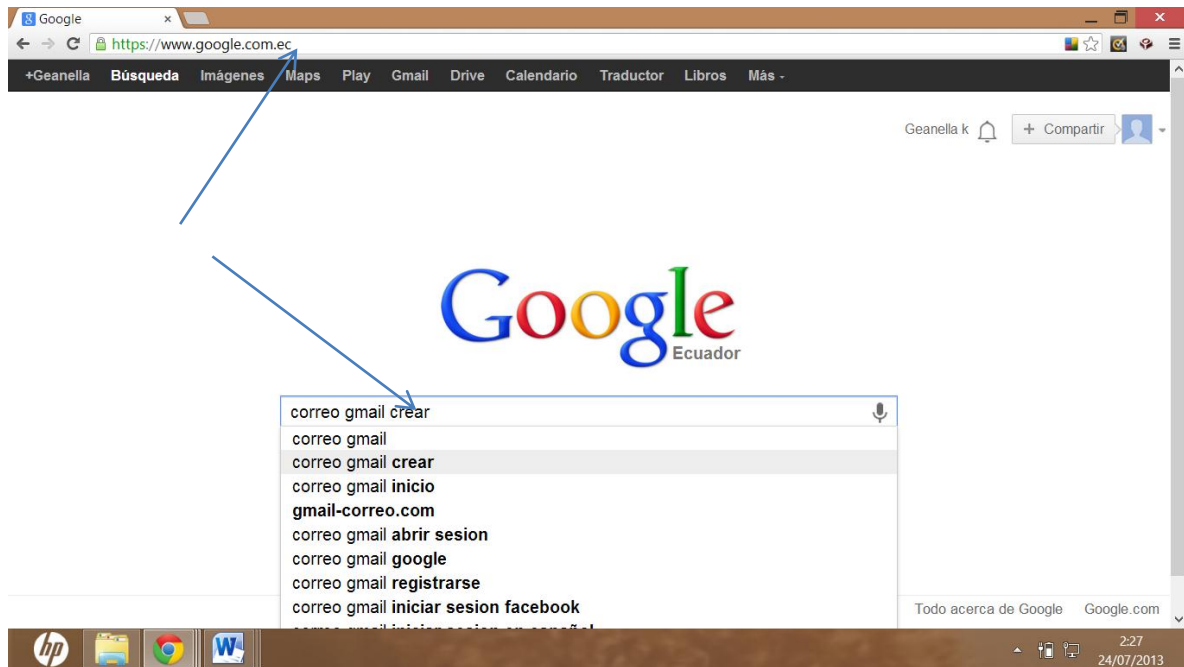 Google
https://www.google.com.ec
+Geanella Búsqueda Imágenes Maps Play Gmail Drive Calendario Traductor Libros Más
Geanella k + Compartir
Google
Ecuador
correo gmail crear
correo gmail
correo gmail crear
correo gmail inicio
gmail-correo.com
correo gmail abrir sesion
correo gmail google
correo gmail registrarse
correo gmail iniciar sesion facebook
Todo acerca de Google Google.com
hp
W
2:27
24/07/2013